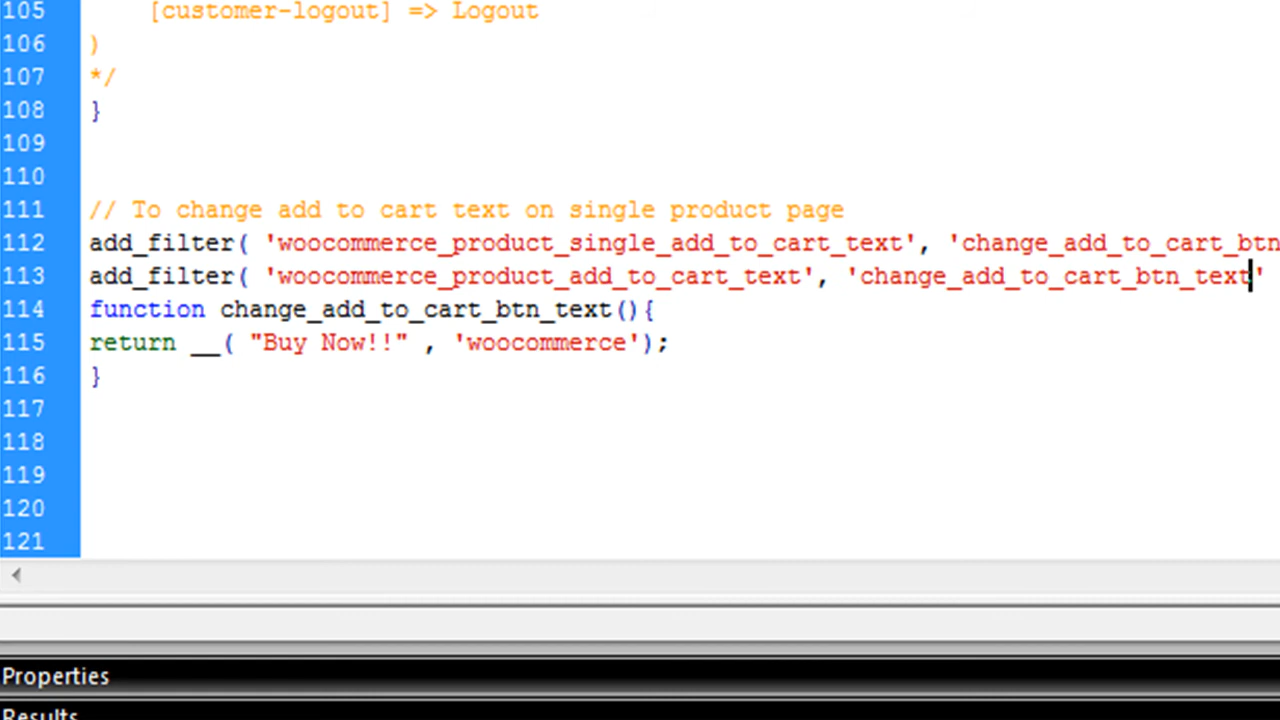 105 [customer-logout] => Logout
106 )
107 */
108 }
109
110
111 // To change add to cart text on single product page
112 add_filter( 'woocommerce_product_single_add_to_cart_text', 'change_add_to_cart_btn
113 add_filter( 'woocommerce_product_add_to_cart_text', 'change_add_to_cart_btn_text'
114 function change_add_to_cart_btn_text(){
115 return __( "Buy Now!!" , 'woocommerce');
116 }
117
118
119
120
121
Properties
Results